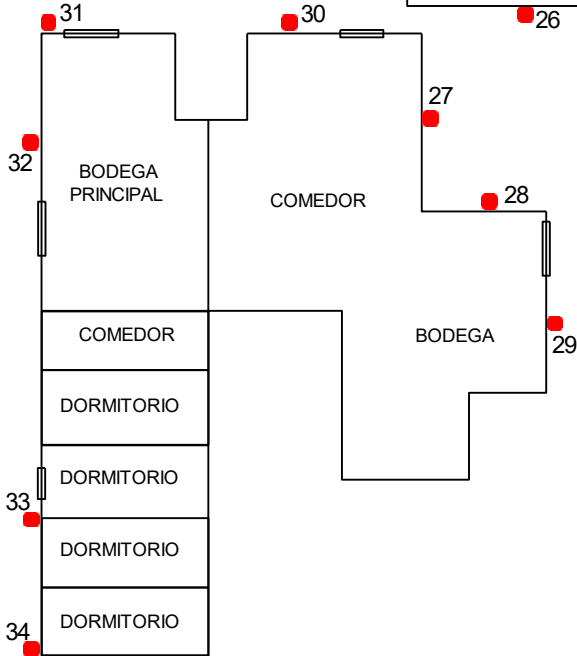 31
30
26
27
32
BODEGA
PRINCIPAL
COMEDOR
28
COMEDOR
BODEGA
29
DORMITORIO
DORMITORIO
33
DORMITORIO
DORMITORIO
34